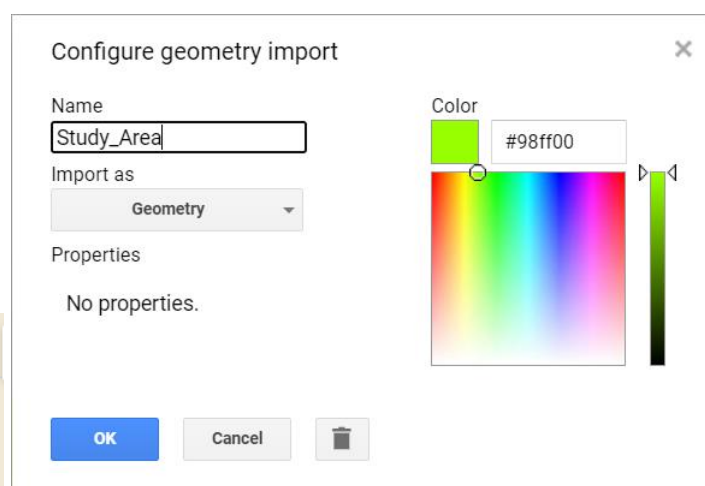 Configure geometry import
Name
Color
Study_Area
#98ff00
Import as
Geometry
Properties
No properties.
OK
Cancel